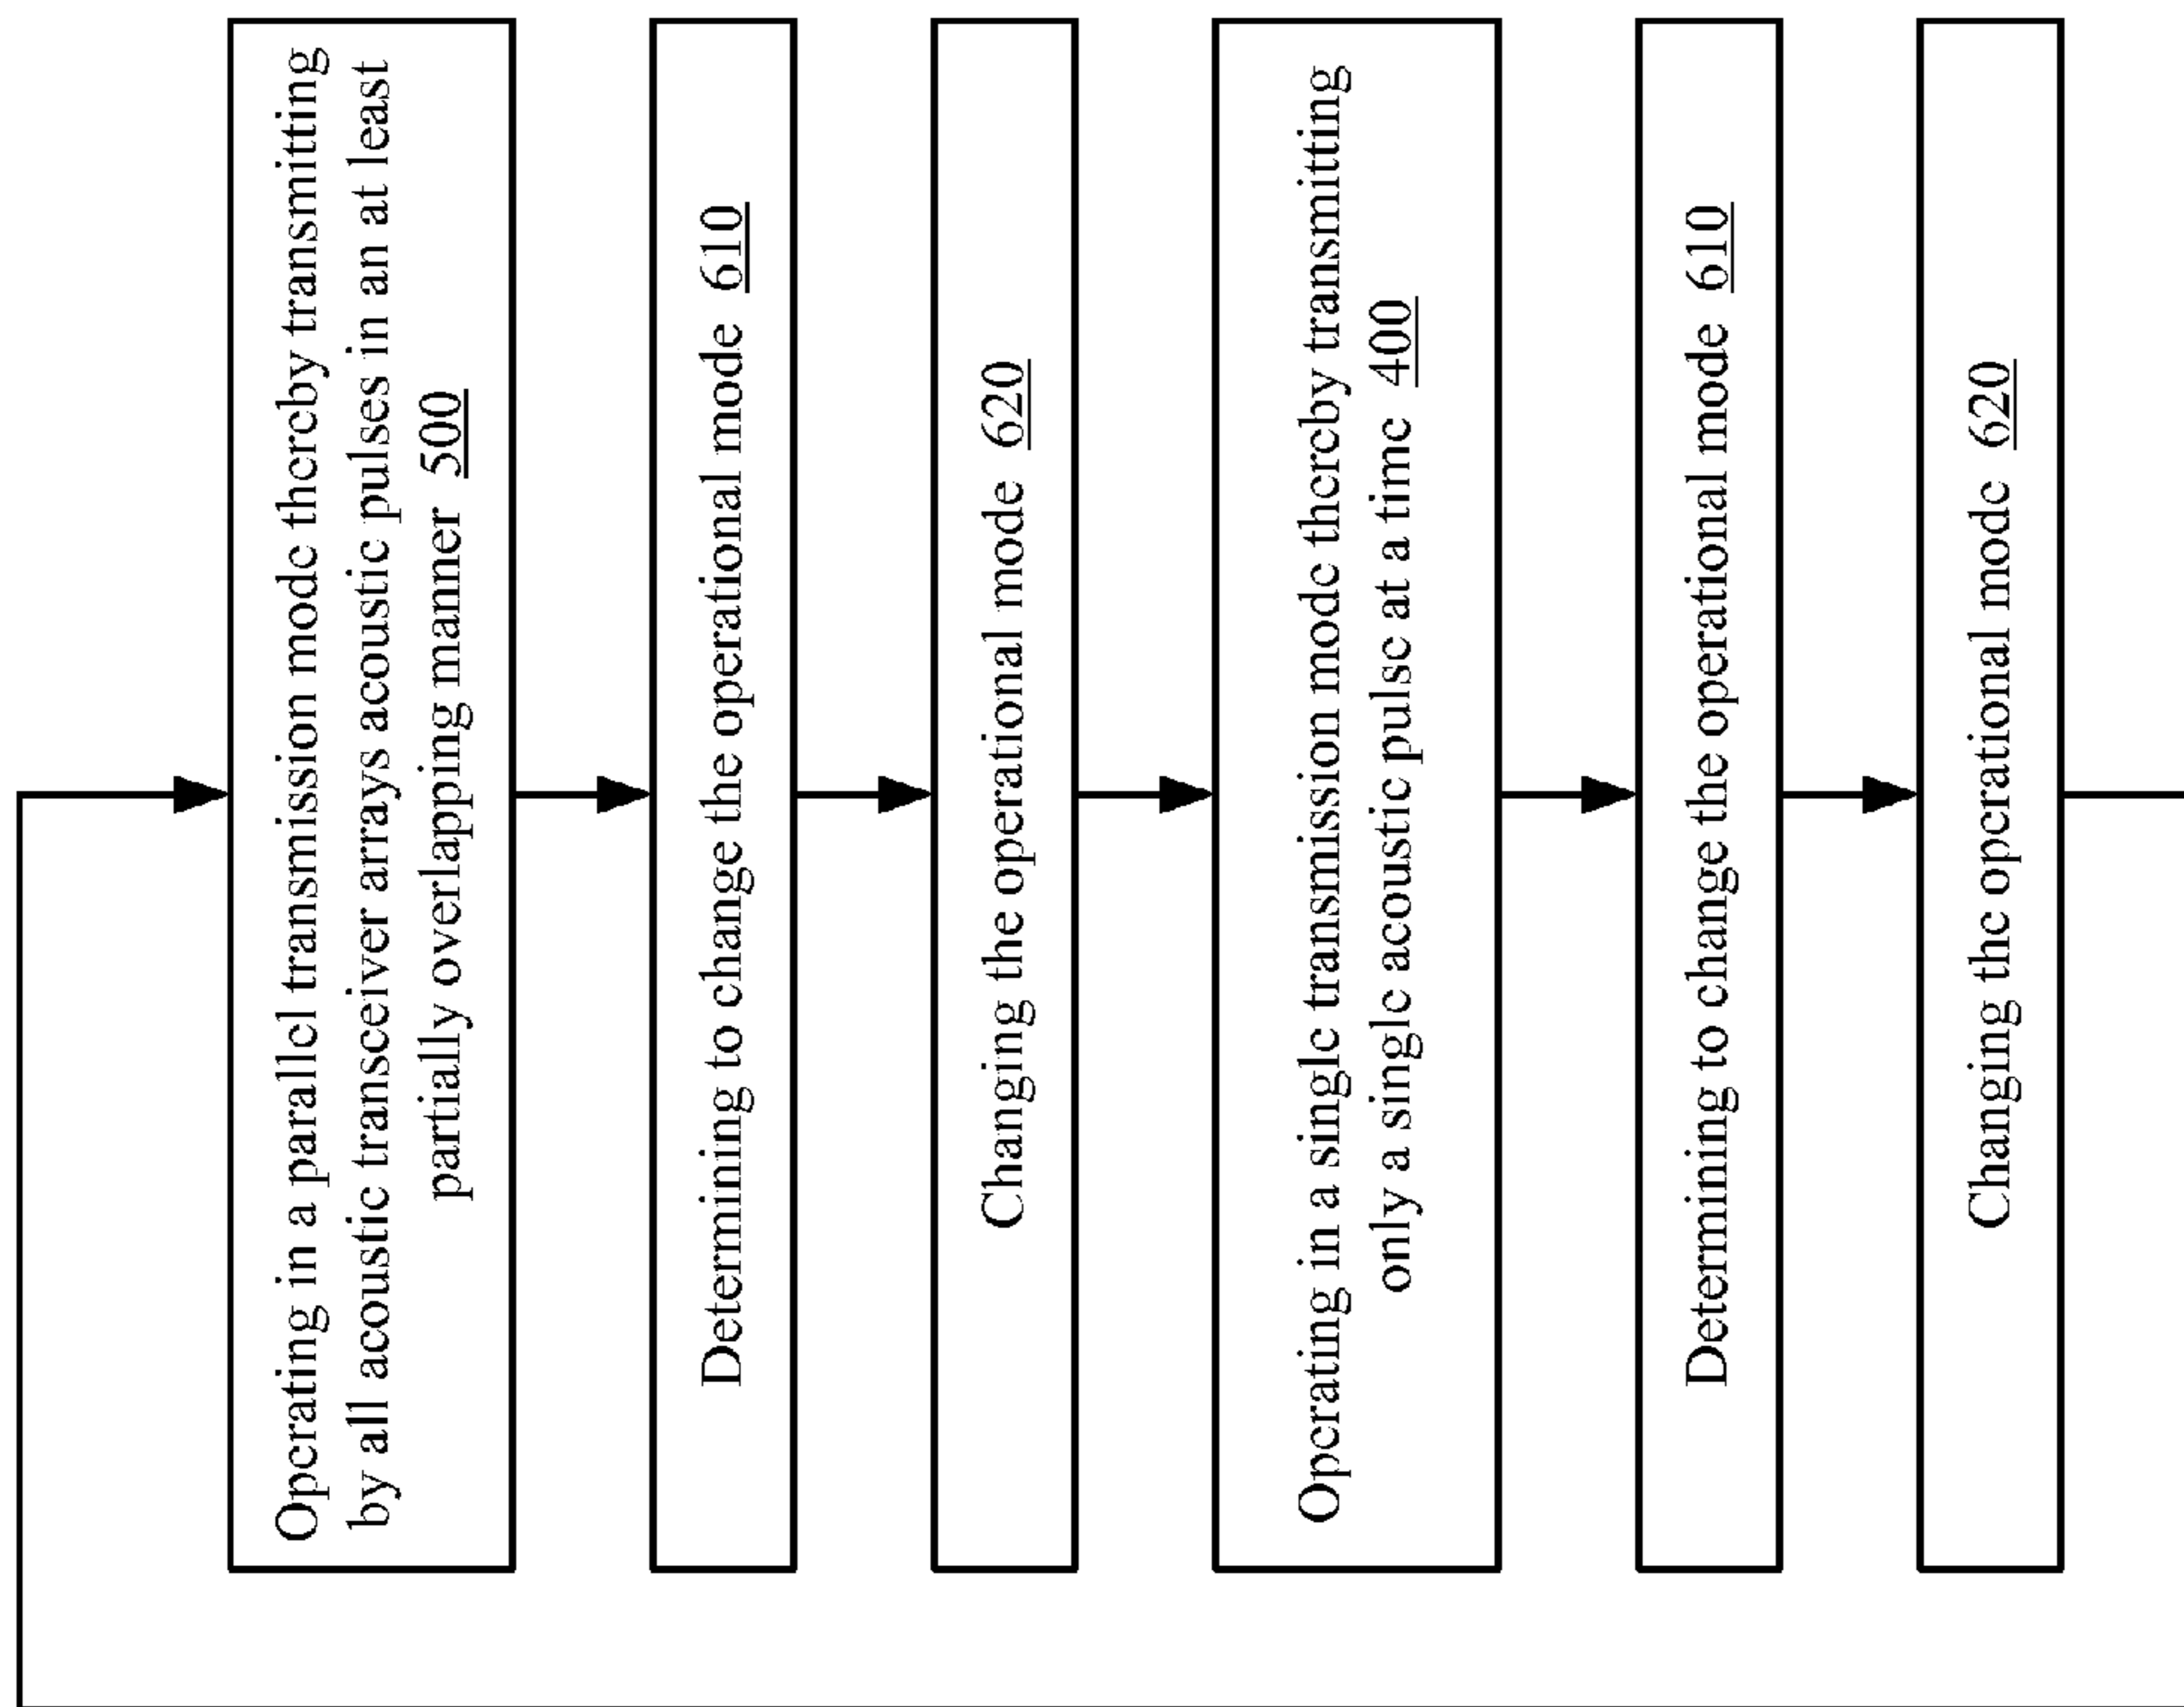 Operating in a parallel transmission mode thereby transmitting
by all acoustic transceiver arrays acoustic pulses in an at least
partially overlapping manner 500
Determining to change the operational mode 610
Changing the operational mode 620
Operating in a single transmission mode thereby transmitting
only a single acoustic pulse at a time 400
Determining to change the operational mode 610
Changing the operational mode 620